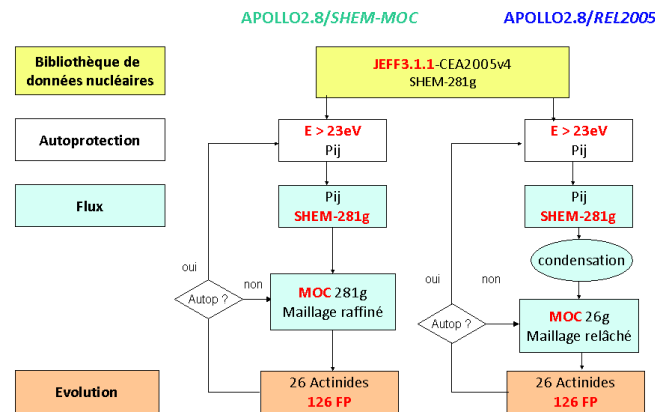 APOLLO2.8/SHEM-MOC
APOLLO2.8/REL2005
Bibliothèque de
données nucléaires
JEFF3.1.1-CEA2005v4
SHEM-281g
Autoprotection
E > 23eV
Pij
E > 23eV
Pij
Flux
Pij
SHEM-281g
Pij
SHEM-281g
condensation
oui
non
Autop ?
MOC 281g
Maillage raffiné
oui
non
Autop ?
MOC 26g
Maillage relâché
Evolution
26 Actinides
126 FP
26 Actinides
126 FP